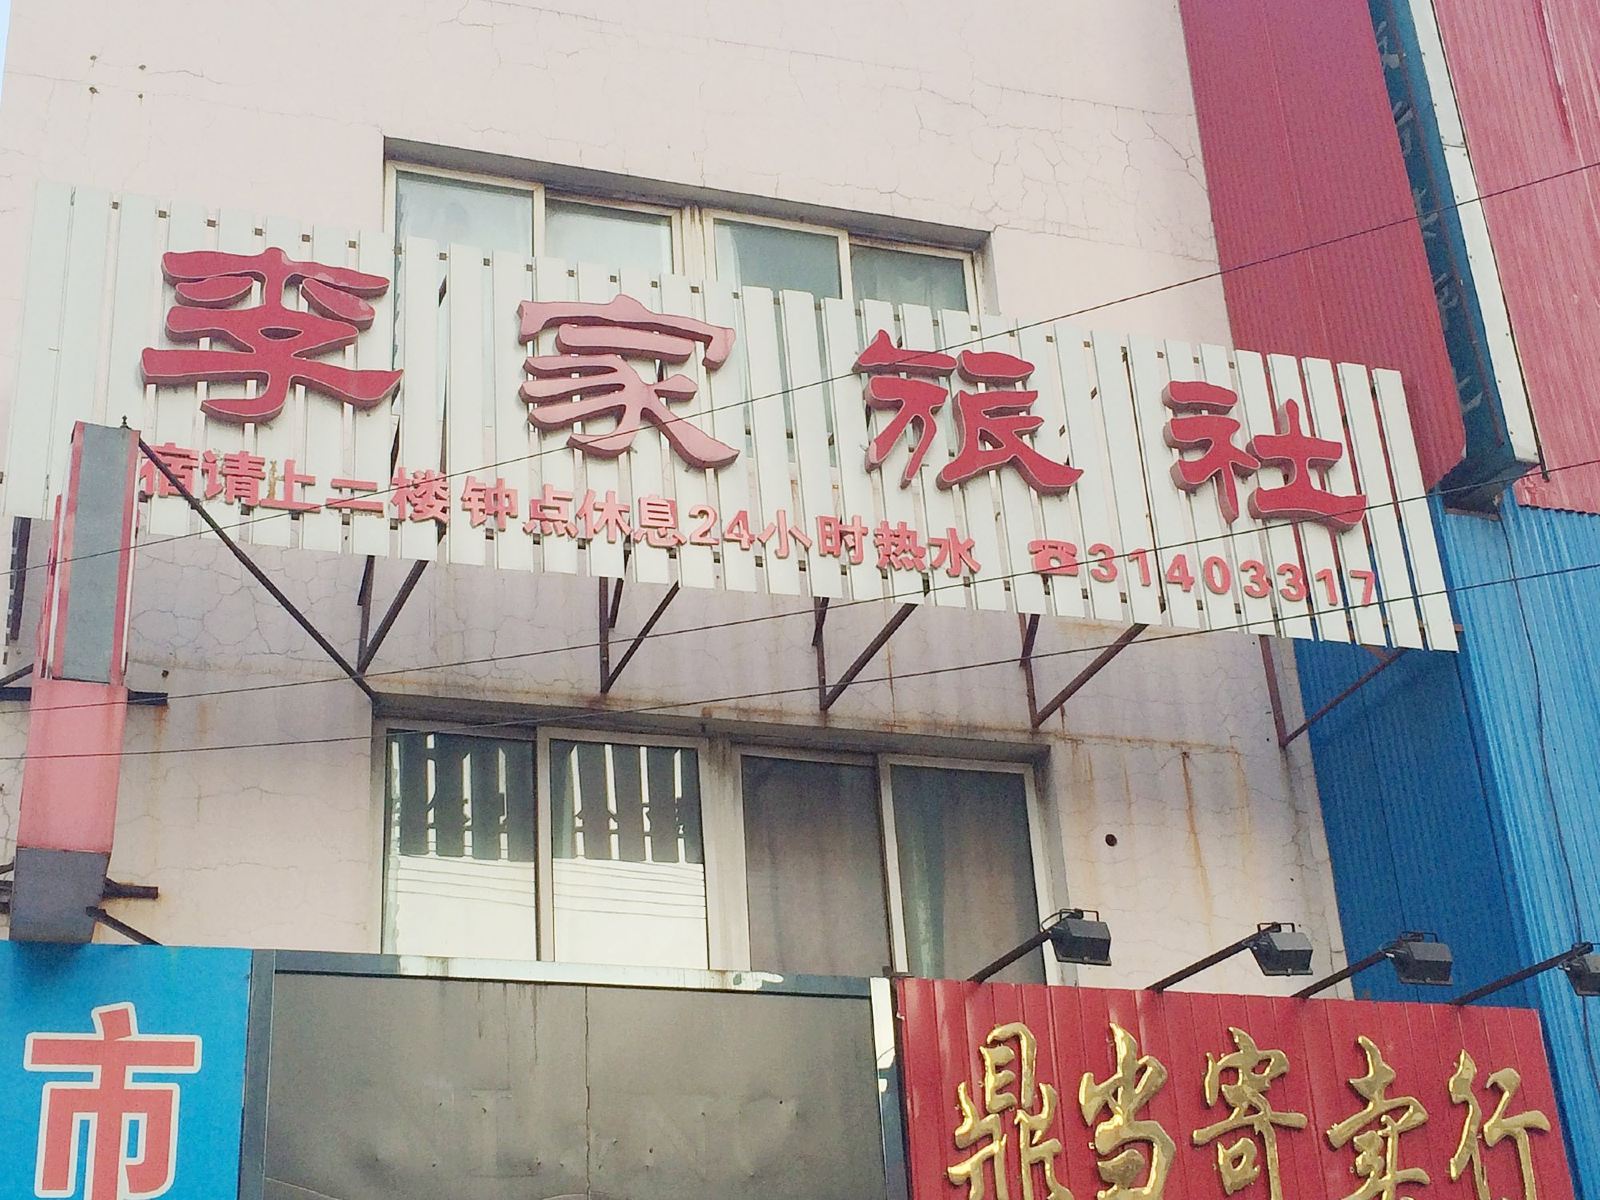 李家旅社
宿请上二楼 钟点休息24小时热水 ☎31403317
市
鼎当寄卖行